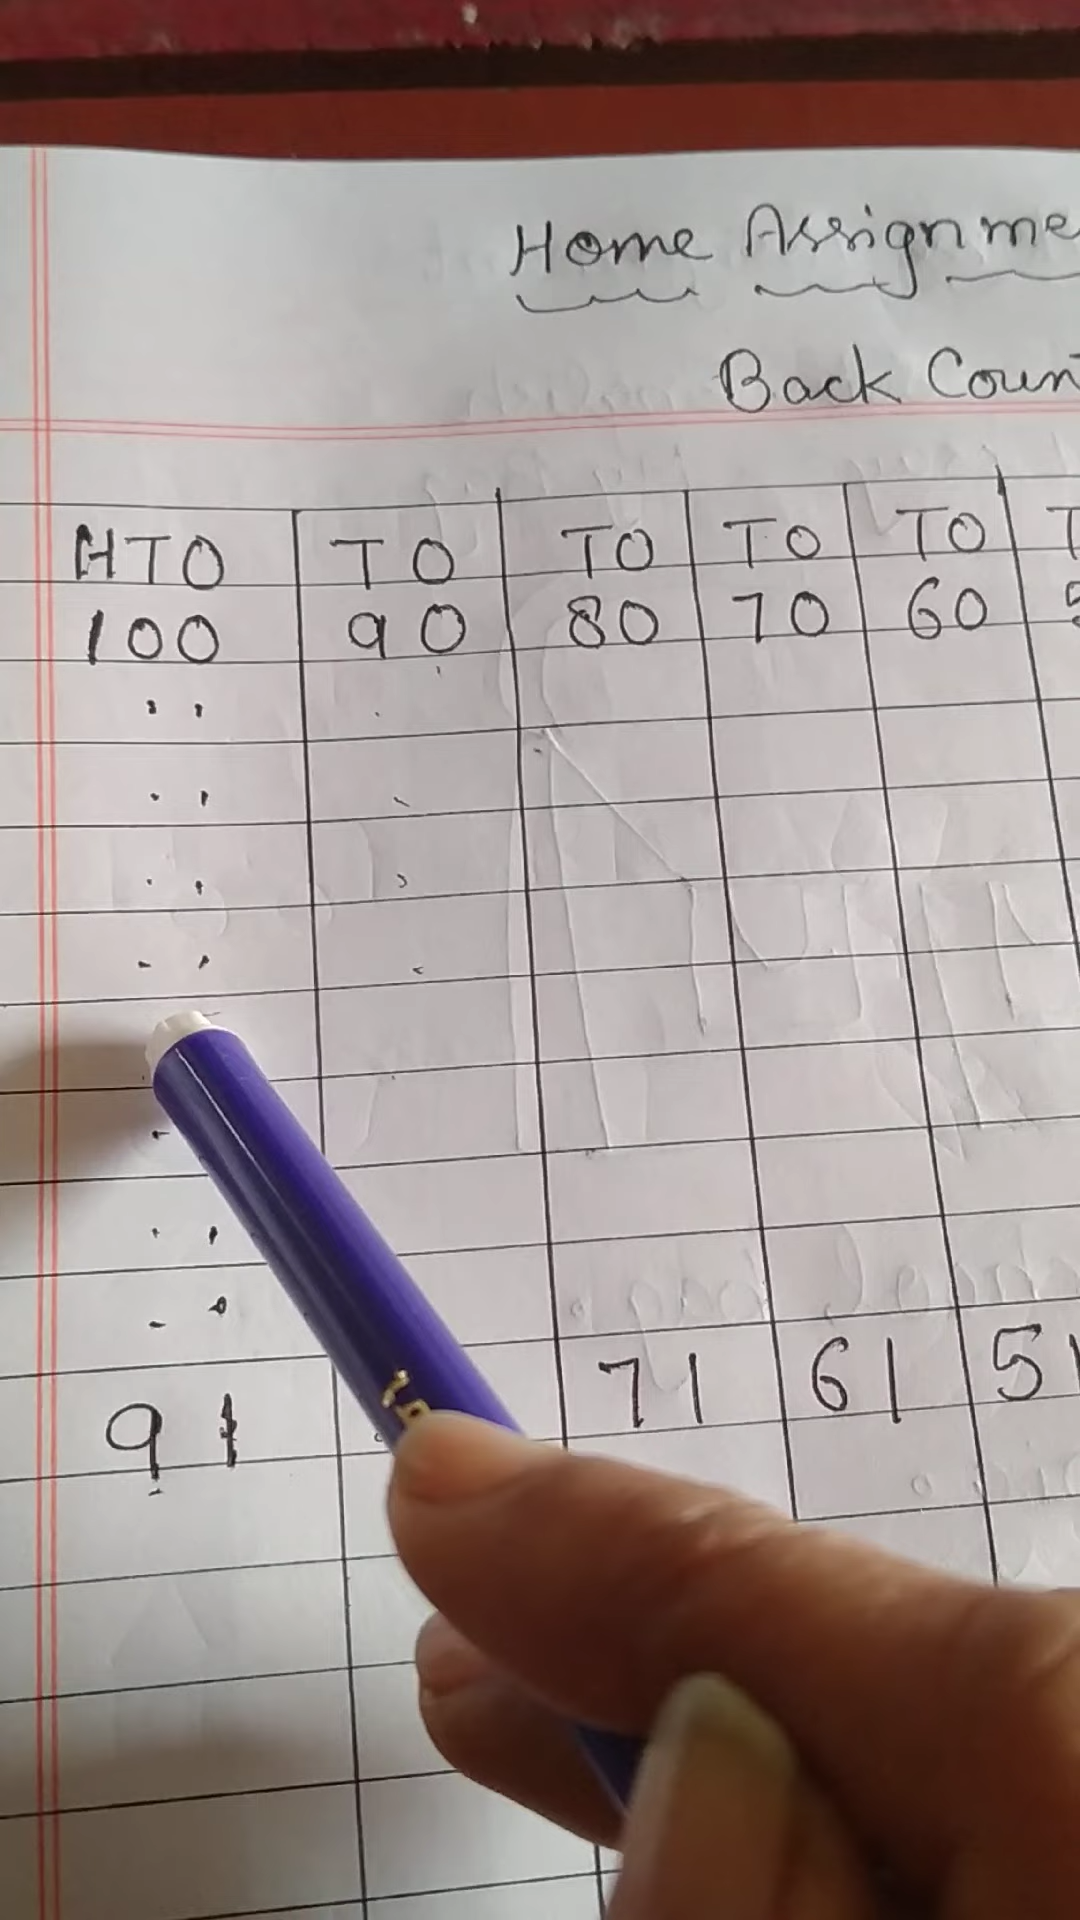 Home Assignme
Back Coun
HTO TO TO TO TO T
100 90 80 70 60
91 71 61 51